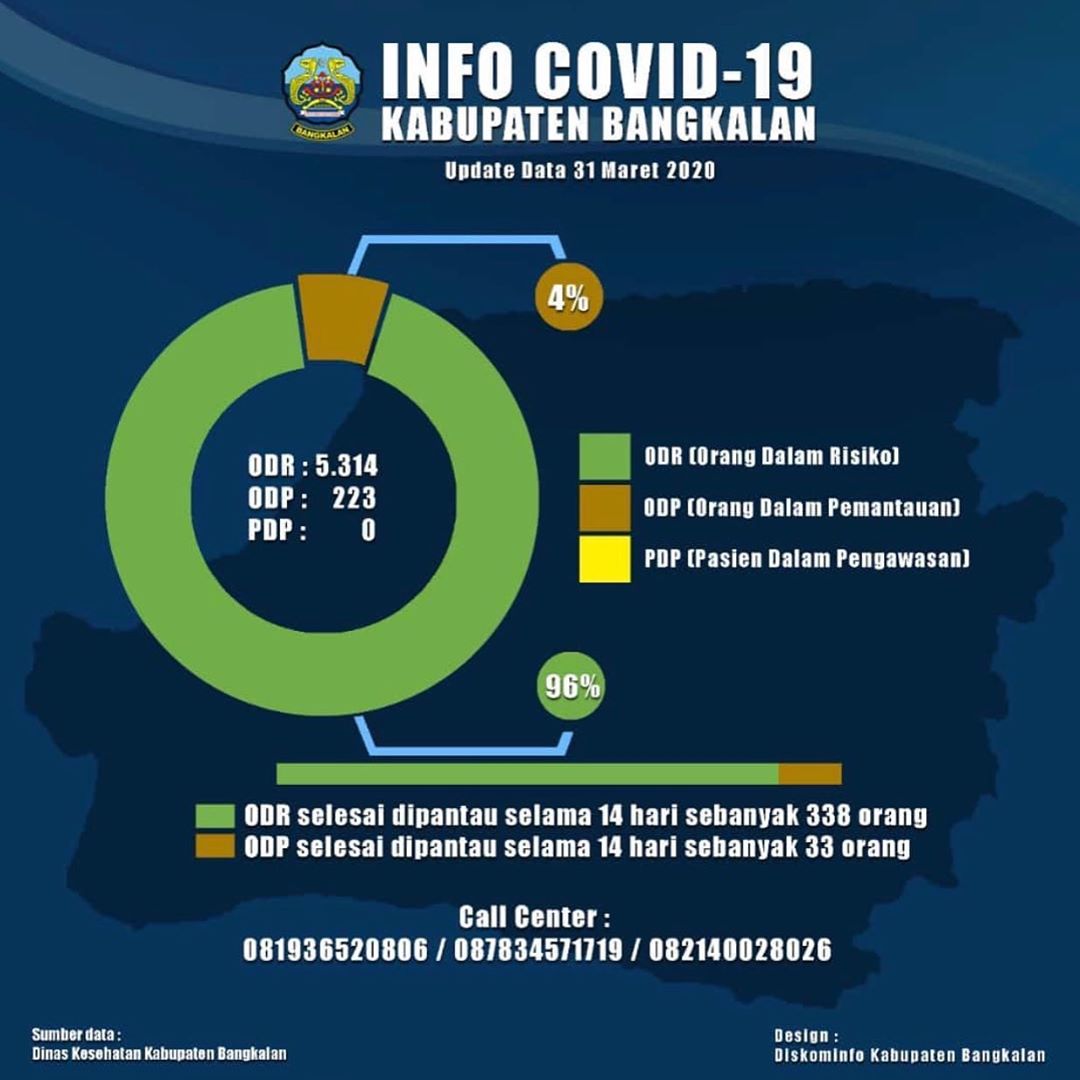 BANGKALAN
INFO COVID-19
KABUPATEN BANGKALAN
Update Data 31 Maret 2020
4%
ODR : 5.314
ODP : 223
PDP : 0
ODR (Orang Dalam Risiko)
ODP (Orang Dalam Pemantauan)
PDP (Pasien Dalam Pengawasan)
96%
ODR selesai dipantau selama 14 hari sebanyak 338 orang
ODP selesai dipantau selama 14 hari sebanyak 33 orang
Call Center :
081936520806 / 087834571719 / 082140028026
Sumber data :
Dinas Kesehatan Kabupaten Bangkalan
Design :
Diskominfo Kabupaten Bangkalan